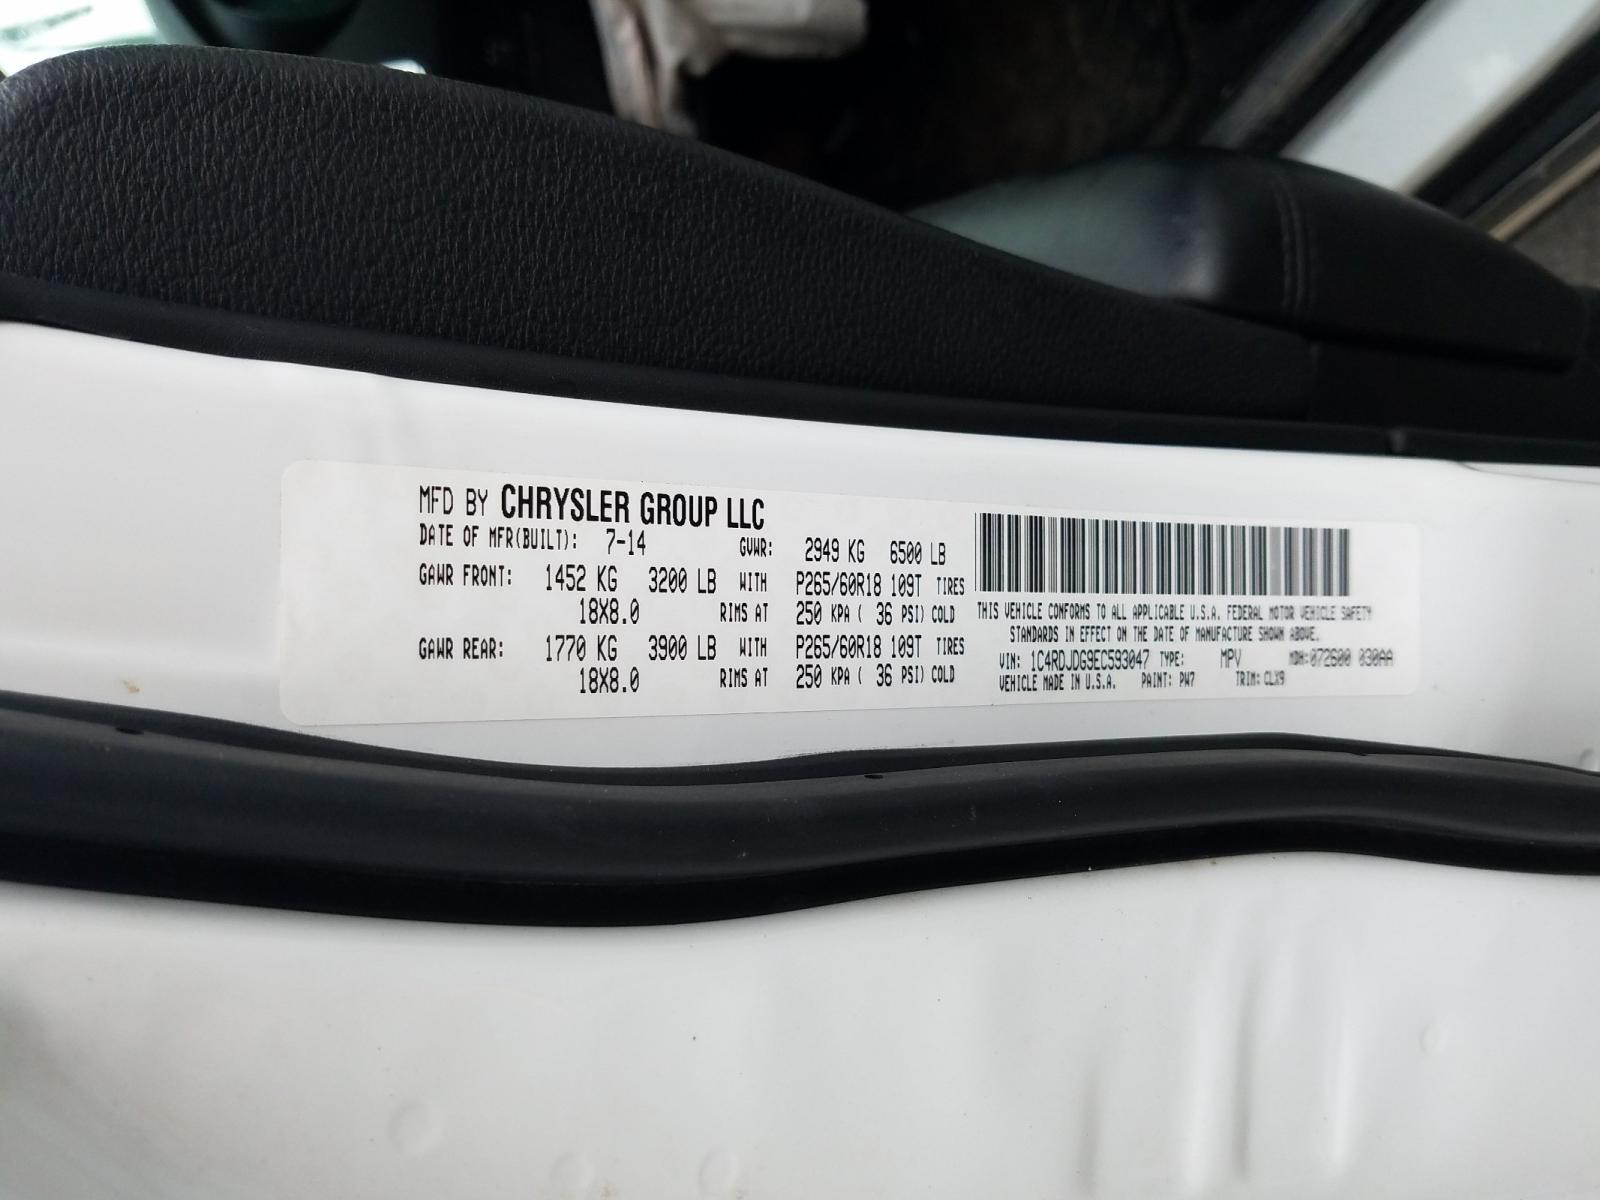 MFD BY CHRYSLER GROUP LLC
DATE OF MFR(BUILT): 7-14 GVWR: 2949 KG 6500 LB
GAWR FRONT: 1452 KG 3200 LB WITH P265/60R18 109T TIRES
18X8.0 RIMS AT 250 KPA ( 36 PSI) COLD
GAWR REAR: 1770 KG 3900 LB WITH P265/60R18 109T TIRES
18X8.0 RIMS AT 250 KPA ( 36 PSI) COLD
THIS VEHICLE CONFORMS TO ALL APPLICABLE U.S.A. FEDERAL MOTOR VEHICLE SAFETY
STANDARDS IN EFFECT ON THE DATE OF MANUFACTURE SHOWN ABOVE.
VIN: 1C4RDJDG9EC593047 TYPE: MPV MDH:072600 030AA
VEHICLE MADE IN U.S.A. PAINT: PW7 TRIM: CLX9